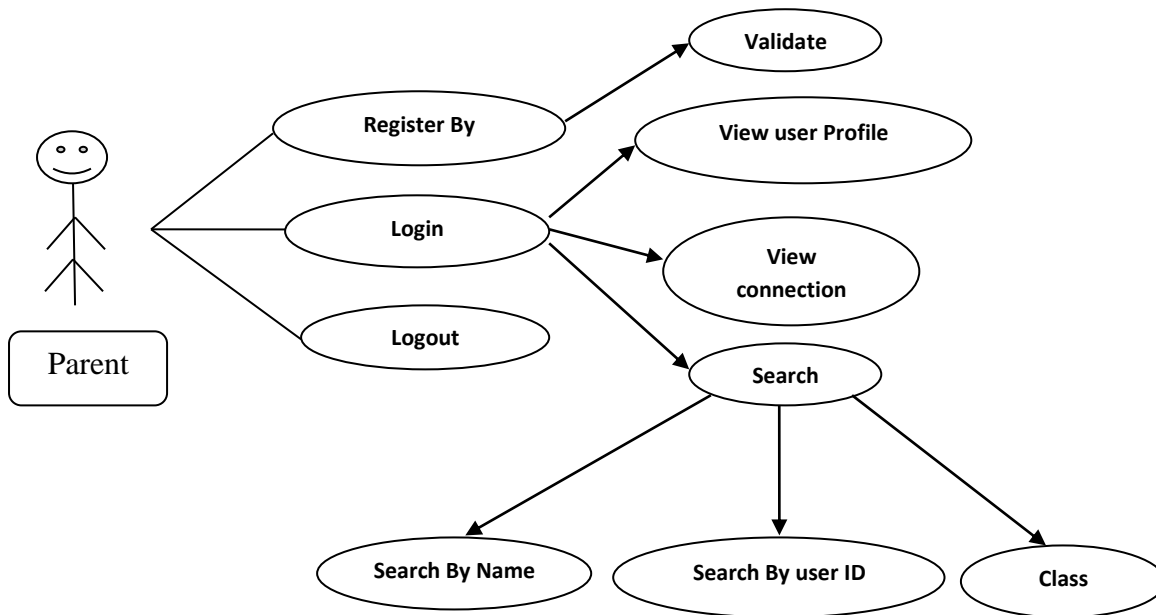 Validate
Register By
View user Profile
Login
View
connection
Logout
Parent
Search
Search By Name
Search By user ID
Class